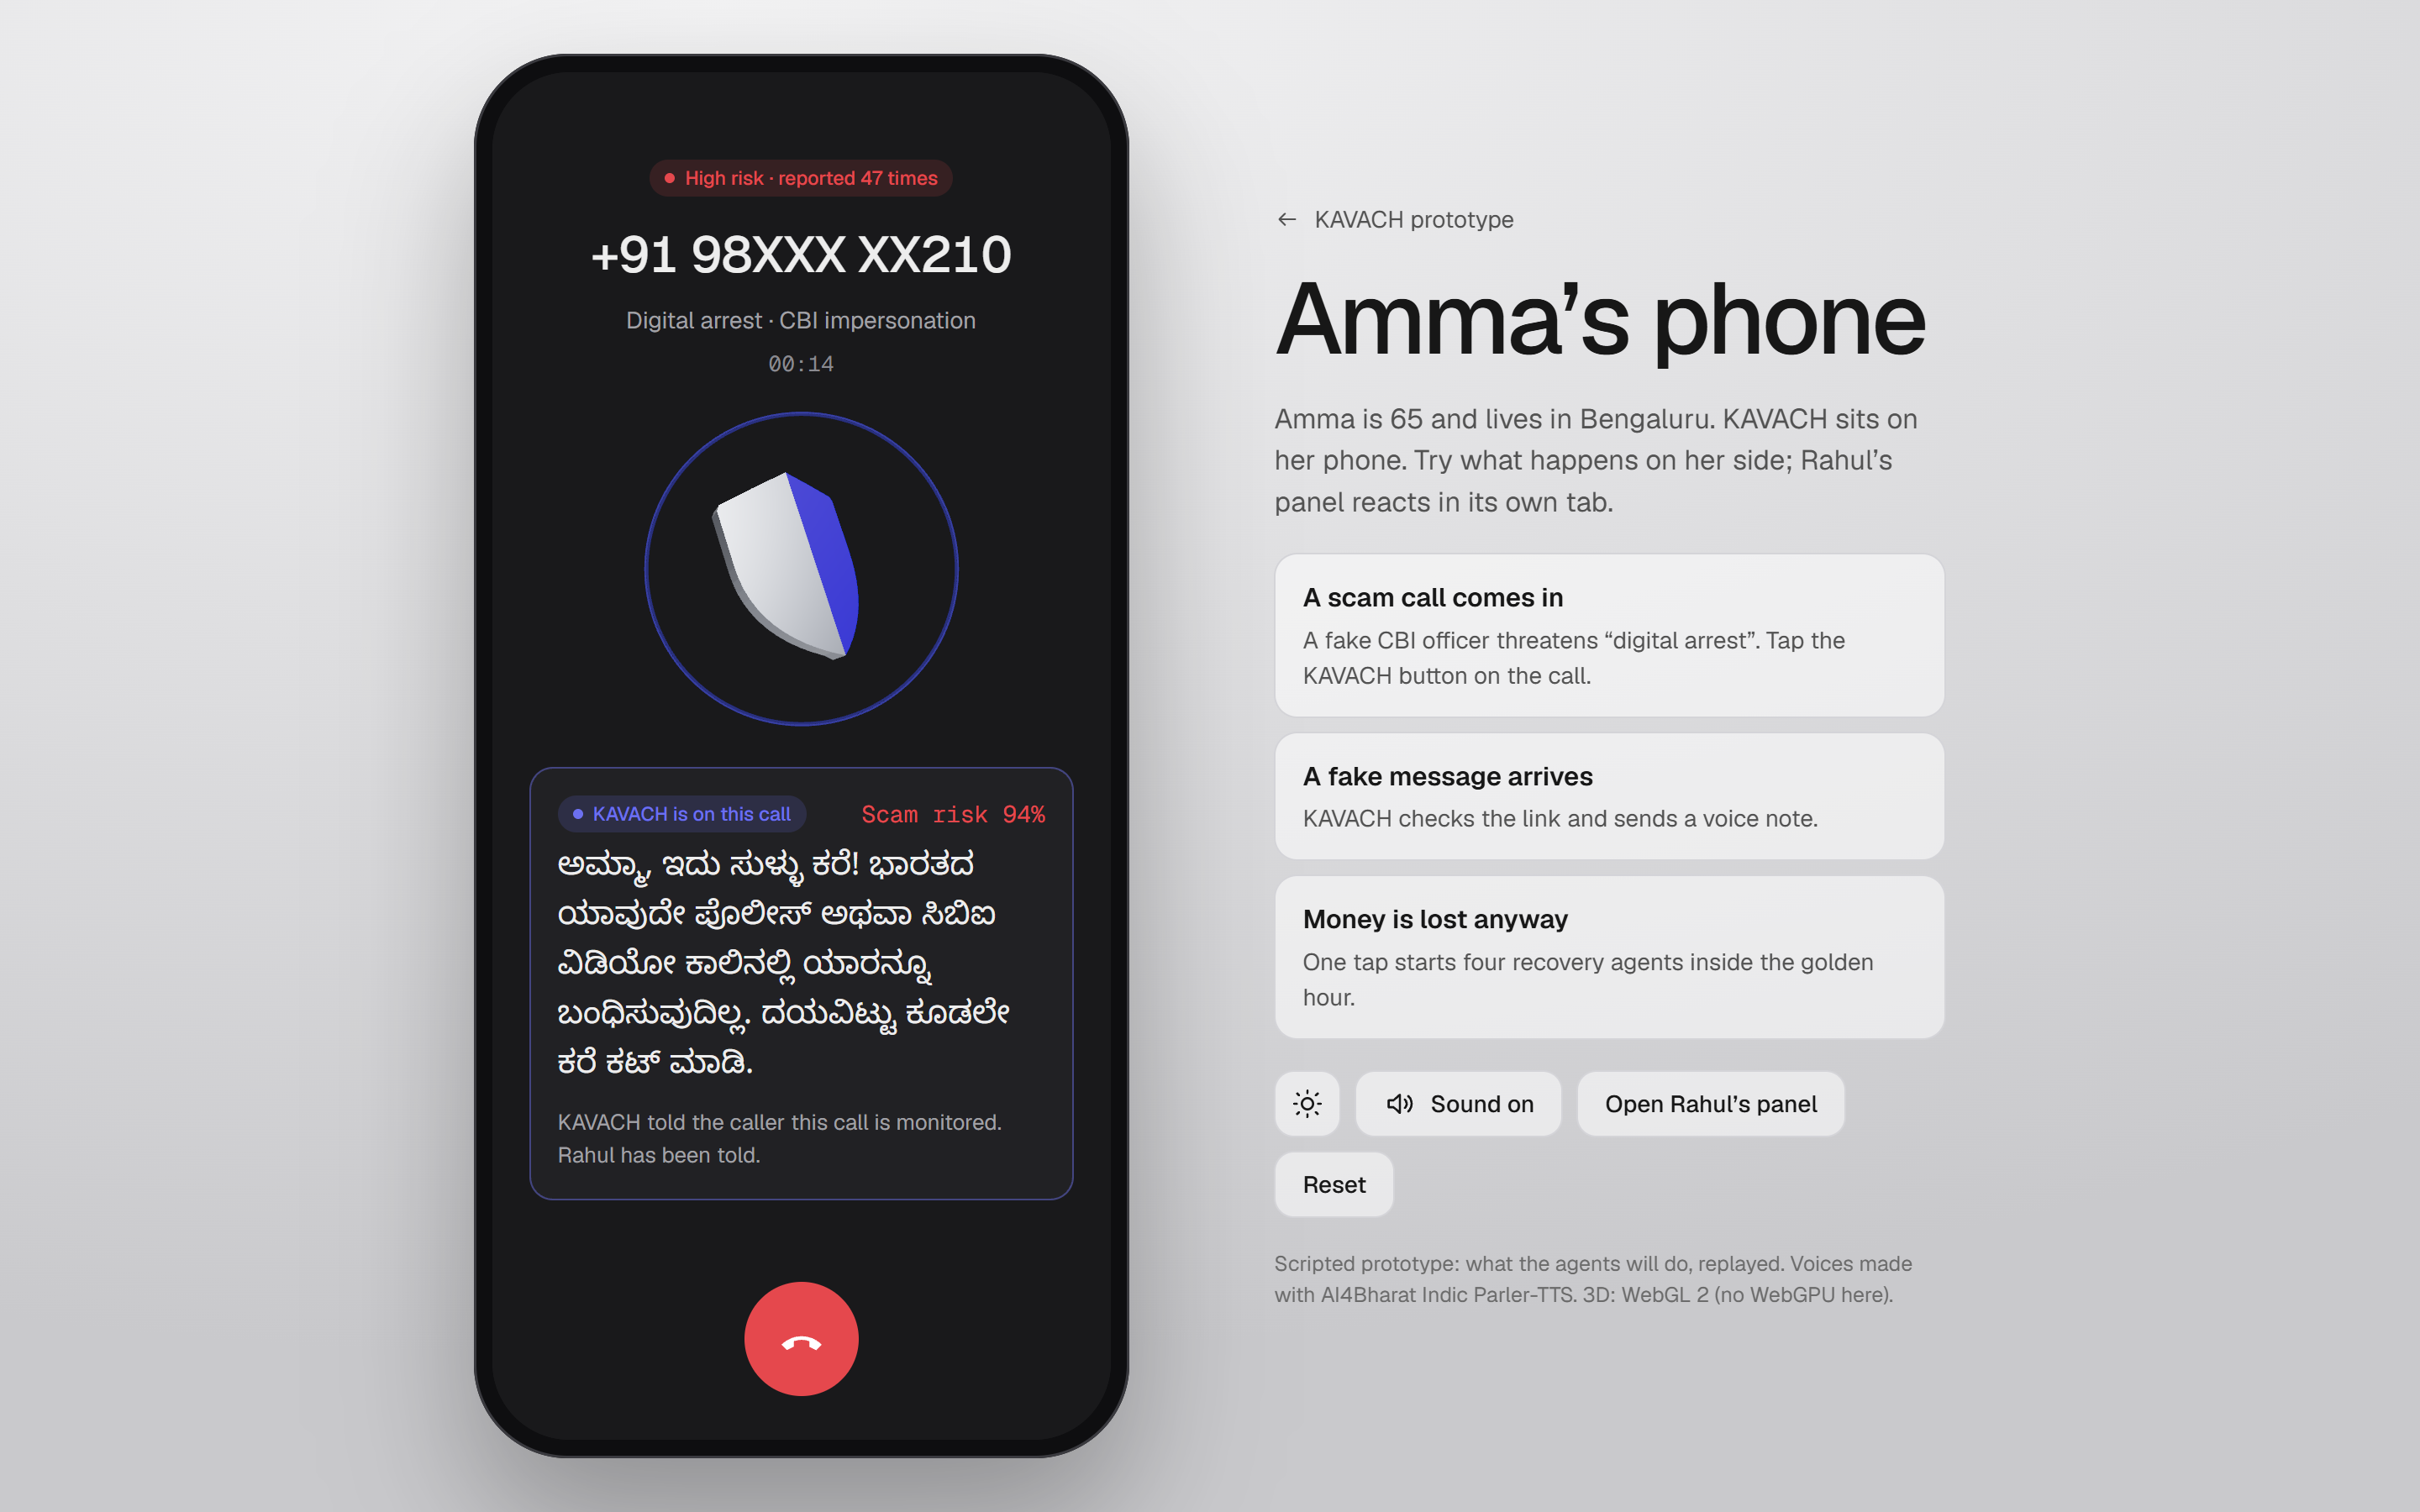 High risk · reported 47 times
+91 98XXX XX210
Digital arrest · CBI impersonation
00:14
KAVACH is on this call
Scam risk 94%
ಅಮ್ಮಾ, ಇದು ಸುಳ್ಳು ಕರೆ! ಭಾರತದ
ಯಾವುದೇ ಪೊಲೀಸ್ ಅಥವಾ ಸಿಬಿಐ
ವಿಡಿಯೋ ಕಾಲಿನಲ್ಲಿ ಯಾರನ್ನೂ
ಬಂಧಿಸುವುದಿಲ್ಲ. ದಯವಿಟ್ಟು ಕೂಡಲೇ
ಕರೆ ಕಟ್ ಮಾಡಿ.
KAVACH told the caller this call is monitored.
Rahul has been told.
← KAVACH prototype
Amma’s phone
Amma is 65 and lives in Bengaluru. KAVACH sits on
her phone. Try what happens on her side; Rahul’s
panel reacts in its own tab.
A scam call comes in
A fake CBI officer threatens “digital arrest”. Tap the
KAVACH button on the call.
A fake message arrives
KAVACH checks the link and sends a voice note.
Money is lost anyway
One tap starts four recovery agents inside the golden
hour.
Sound on
Open Rahul’s panel
Reset
Scripted prototype: what the agents will do, replayed. Voices made
with AI4Bharat Indic Parler-TTS. 3D: WebGL 2 (no WebGPU here).